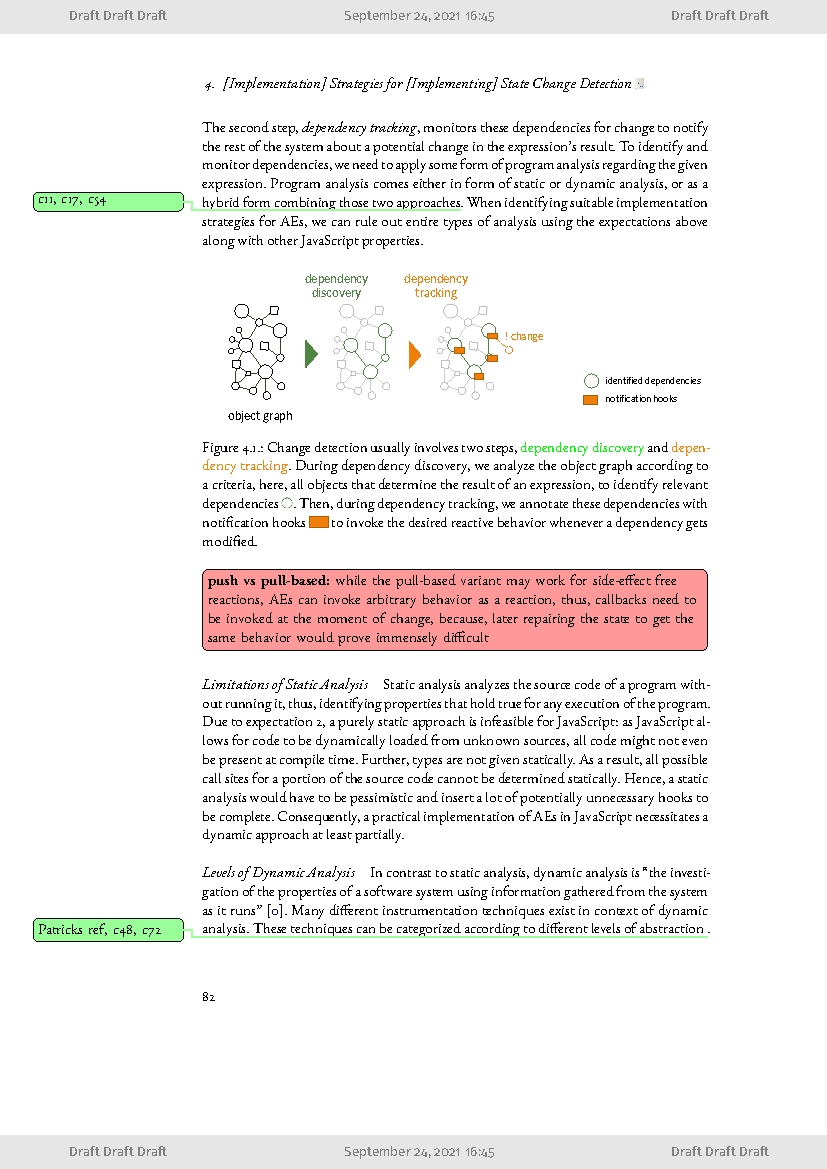 Draft Draft Draft September 24, 2021 16:45 Draft Draft Draft
4. [Implementation] Strategies for [Implementing] State Change Detection
The second step, dependency tracking, monitors these dependencies for change to notify
the rest of the system about a potential change in the expression's result. To identify and
monitor dependencies, we need to apply some form of program analysis regarding the given
expression. Program analysis comes either in form of static or dynamic analysis, or as a
c11, c17, c54
hybrid form combining those two approaches. When identifying suitable implementation
strategies for AEs, we can rule out entire types of analysis using the expectations above
along with other JavaScript properties.
dependency
discovery
dependency
tracking
! change
identified dependencies
notification hooks
object graph
Figure 4.1.: Change detection usually involves two steps, dependency discovery and depen-
dency tracking. During dependency discovery, we analyze the object graph according to
a criteria, here, all objects that determine the result of an expression, to identify relevant
dependencies . Then, during dependency tracking, we annotate these dependencies with
notification hooks to invoke the desired reactive behavior whenever a dependency gets
modified.
push vs pull-based: while the pull-based variant may work for side-effect free
reactions, AEs can invoke arbitrary behavior as a reaction, thus, callbacks need to
be invoked at the moment of change, because, later repairing the state to get the
same behavior would prove immensely difficult
Limitations of Static Analysis Static analysis analyzes the source code of a program with-
out running it, thus, identifying properties that hold true for any execution of the program.
Due to expectation 2, a purely static approach is infeasible for JavaScript: as JavaScript al-
lows for code to be dynamically loaded from unknown sources, all code might not even
be present at compile time. Further, types are not given statically. As a result, all possible
call sites for a portion of the source code cannot be determined statically. Hence, a static
analysis would have to be pessimistic and insert a lot of potentially unnecessary hooks to
be complete. Consequently, a practical implementation of AEs in JavaScript necessitates a
dynamic approach at least partially.
Levels of Dynamic Analysis In contrast to static analysis, dynamic analysis is "the investi-
gation of the properties of a software system using information gathered from the system
as it runs" [0]. Many different instrumentation techniques exist in context of dynamic
Patricks ref, c48, c72
analysis. These techniques can be categorized according to different levels of abstraction .
82
Draft Draft Draft September 24, 2021 16:45 Draft Draft Draft